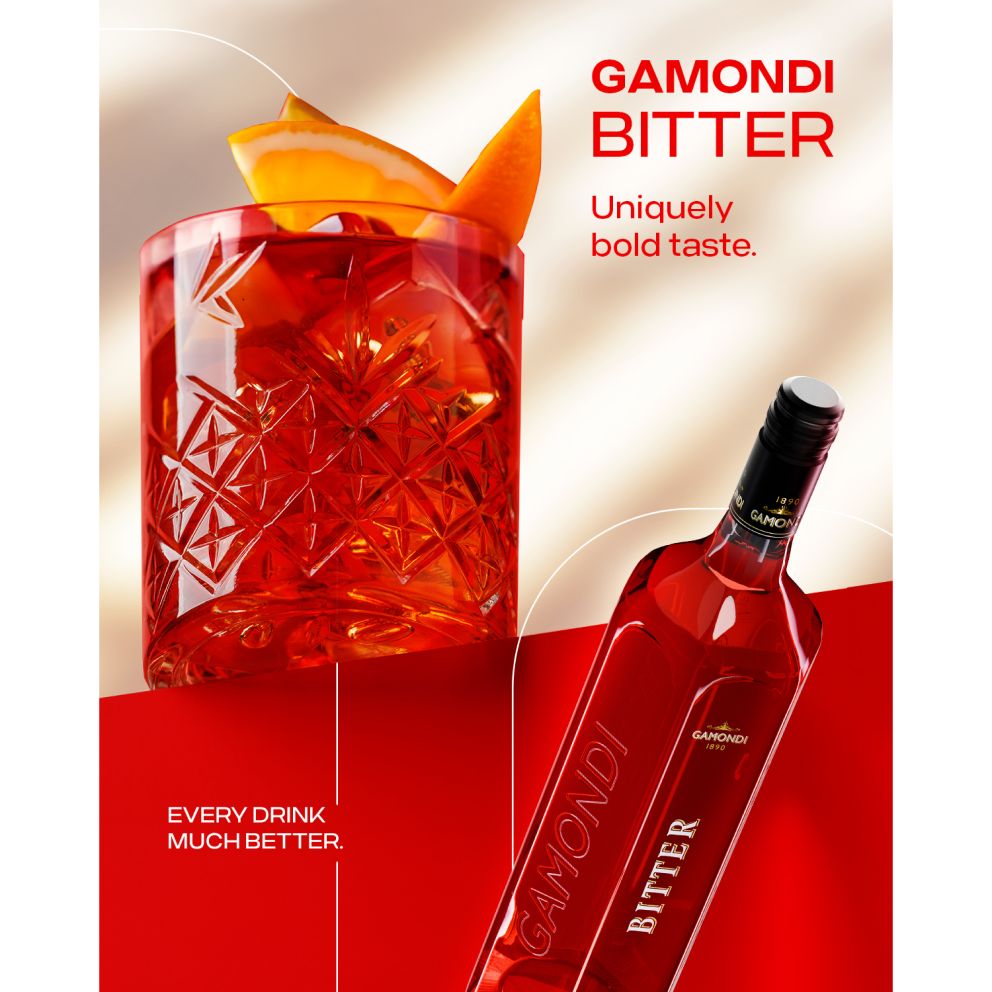 GAMONDI
BITTER
Uniquely
bold taste.
1890
GAMONDI
GAMONDI
1890
GAMONDI
BITTER
EVERY DRINK
MUCH BETTER.